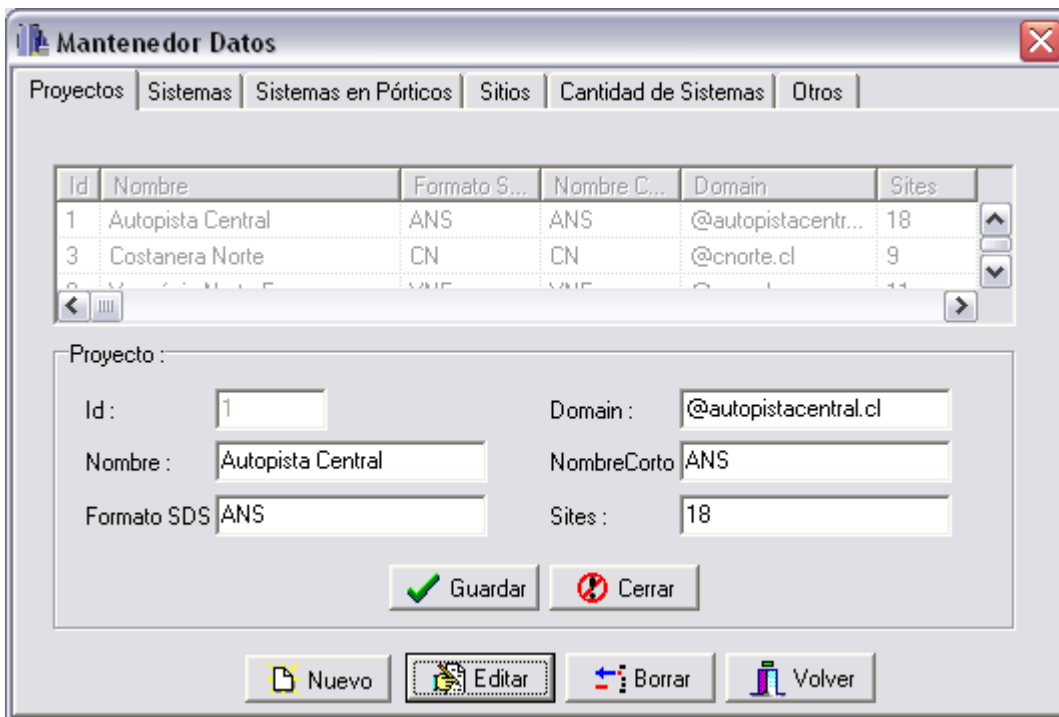 Mantenedor Datos
Proyectos Sistemas Sistemas en Pórticos Sitios Cantidad de Sistemas Otros
Id Nombre Formato S... Nombre C... Domain Sites
1 Autopista Central ANS ANS @autopistacentr... 18
3 Costanera Norte CN CN @cnorte.cl 9
Proyecto :
Id : 1 Domain : @autopistacentral.cl
Nombre : Autopista Central NombreCorto ANS
Formato SDS ANS Sites : 18
Guardar Cerrar
Nuevo Editar Borrar Volver